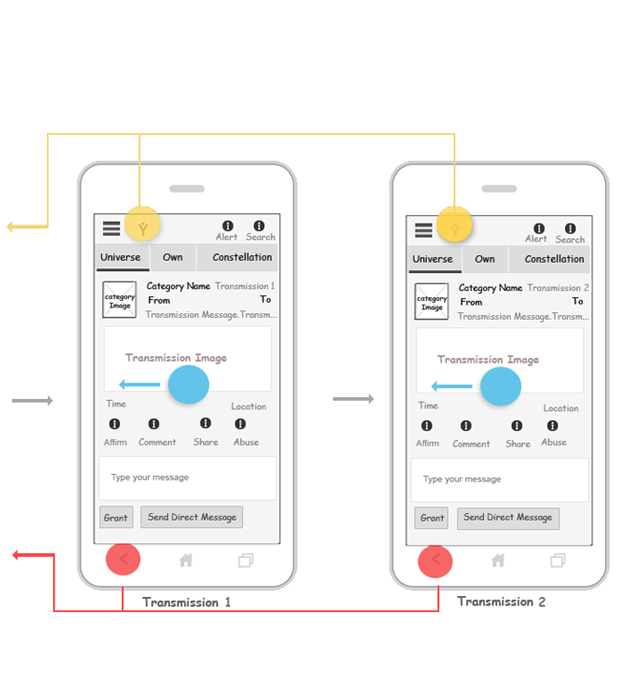 Alert Search
Universe Own Constellation
category Image
Category Name Transmission 1
From To
Transmission Message.Transm...
Transmission Image
Time Location
Affirm Comment Share Abuse
Type your message
Grant Send Direct Message
Transmission 1
Alert Search
Universe Own Constellation
category Image
Category Name Transmission 2
From To
Transmission Message.Transm...
Transmission Image
Time Location
Affirm Comment Share Abuse
Type your message
Grant Send Direct Message
Transmission 2